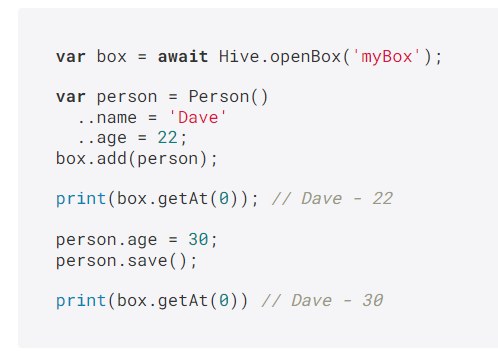 var box = await Hive.openBox('myBox');
var person = Person()
..name = 'Dave'
..age = 22;
box.add(person);
print(box.getAt(0)); // Dave - 22
person.age = 30;
person.save();
print(box.getAt(0)) // Dave - 30